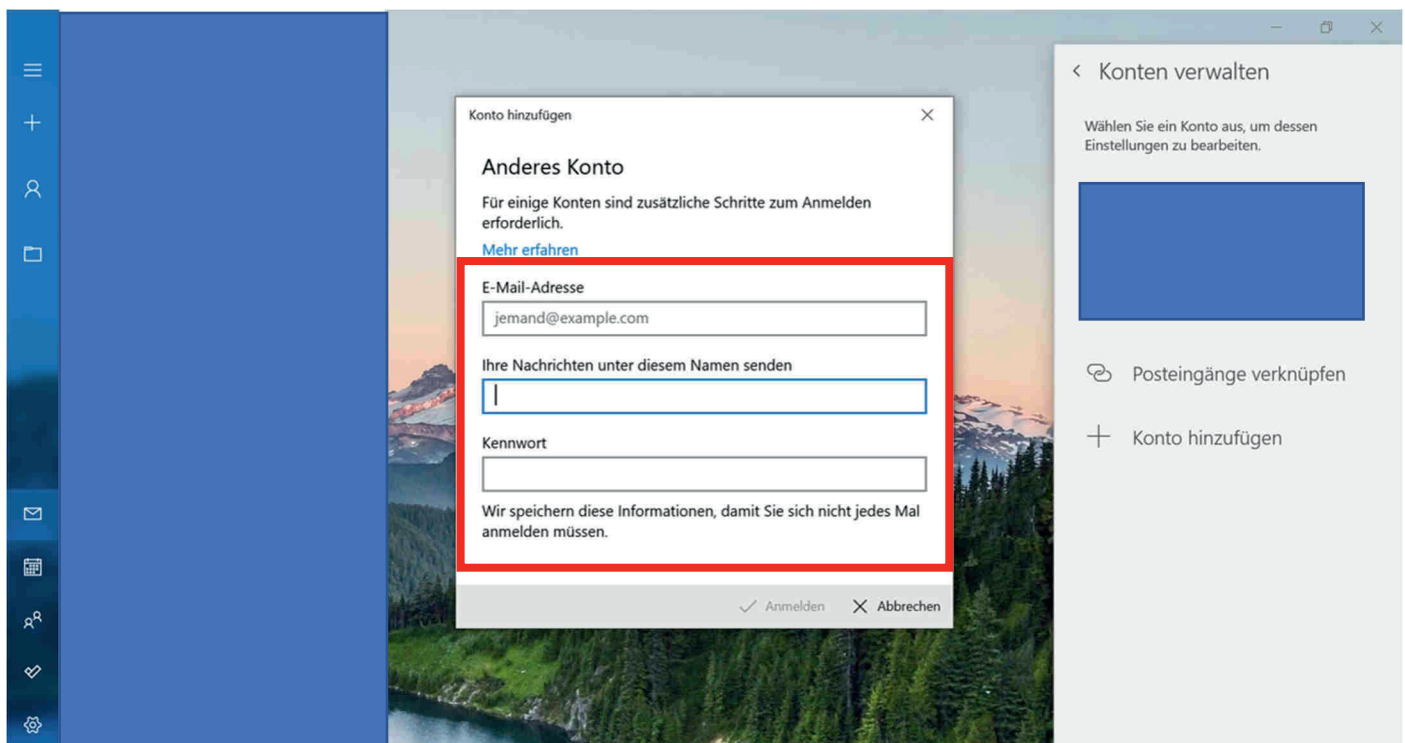 Konto hinzufügen
Anderes Konto
Für einige Konten sind zusätzliche Schritte zum Anmelden
erforderlich.
Mehr erfahren
E-Mail-Adresse
jemand@example.com
Ihre Nachrichten unter diesem Namen senden
Kennwort
Wir speichern diese Informationen, damit Sie sich nicht jedes Mal
anmelden müssen.
Anmelden
Abbrechen
Konten verwalten
Wählen Sie ein Konto aus, um dessen
Einstellungen zu bearbeiten.
Posteingänge verknüpfen
Konto hinzufügen